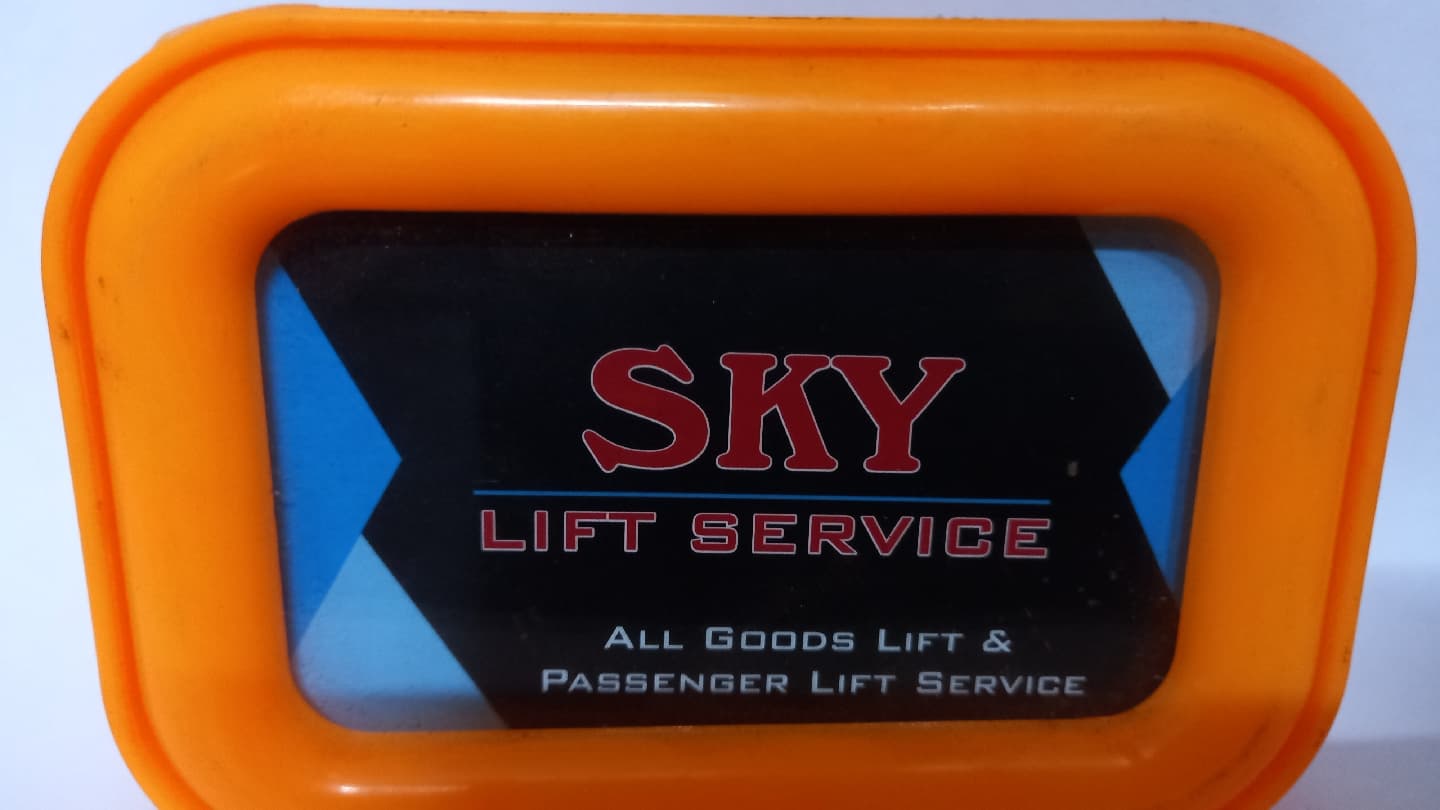 SKY
LIFT SERVICE
ALL GOODS LIFT &
PASSENGER LIFT SERVICE